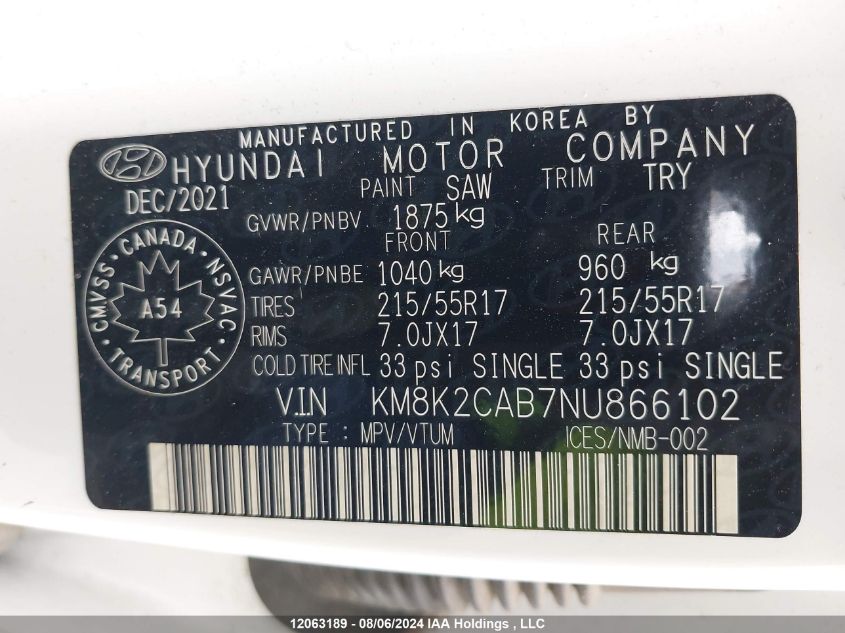 MANUFACTURED IN KOREA BY
HYUNDAI MOTOR COMPANY
DEC/2021 PAINT SAW TRIM TRY
GVWR/PNBV 1875 kg
FRONT REAR
GAWR/PNBE 1040 kg 960 kg
TIRES 215/55R17 215/55R17
RIMS 7.0JX17 7.0JX17
COLD TIRE INFL 33 psi SINGLE 33 psi SINGLE
V.I.N KM8K2CAB7NU866102
TYPE : MPV/VTUM ICES/NMB-002
CMVSS · CANADA · NSVAC
A54
TRANSPORT
12063189 - 08/06/2024 IAA Holdings, LLC